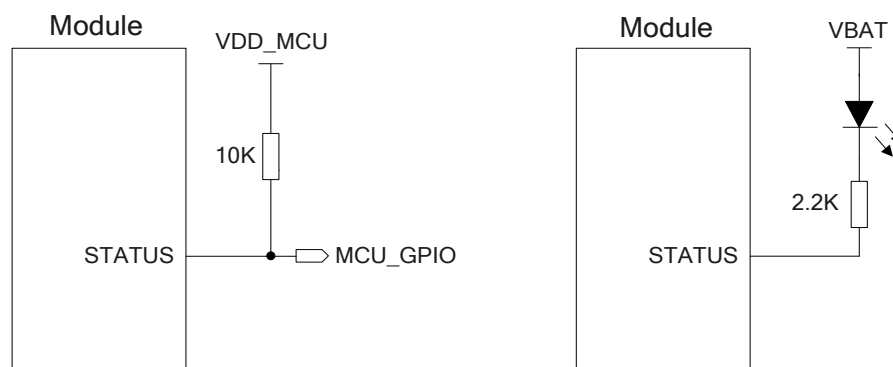 Module
VDD_MCU
10K
STATUS
MCU_GPIO
Module
VBAT
2.2K
STATUS